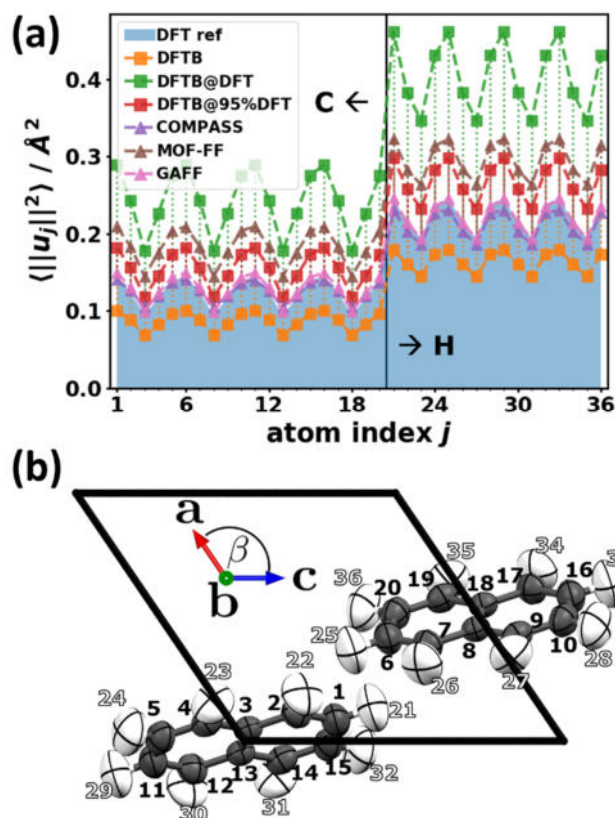 (a)
DFT ref
DFTB
DFTB@DFT
DFTB@95%DFT
COMPASS
MOF-FF
GAFF
C ←
→ H
0.4
0.3
0.2
0.1
0.0
⟨||u_j||²⟩ / Å²
1 6 12 18 24 30 36
atom index j
(b)
a
β
b
c
35 34 3
36 20 19 18 17 16
25 6 7 8 9 10 28
26 27
23 22
24 5 4 3 2 1 21
11 12 13 14 15 32
29 30 31